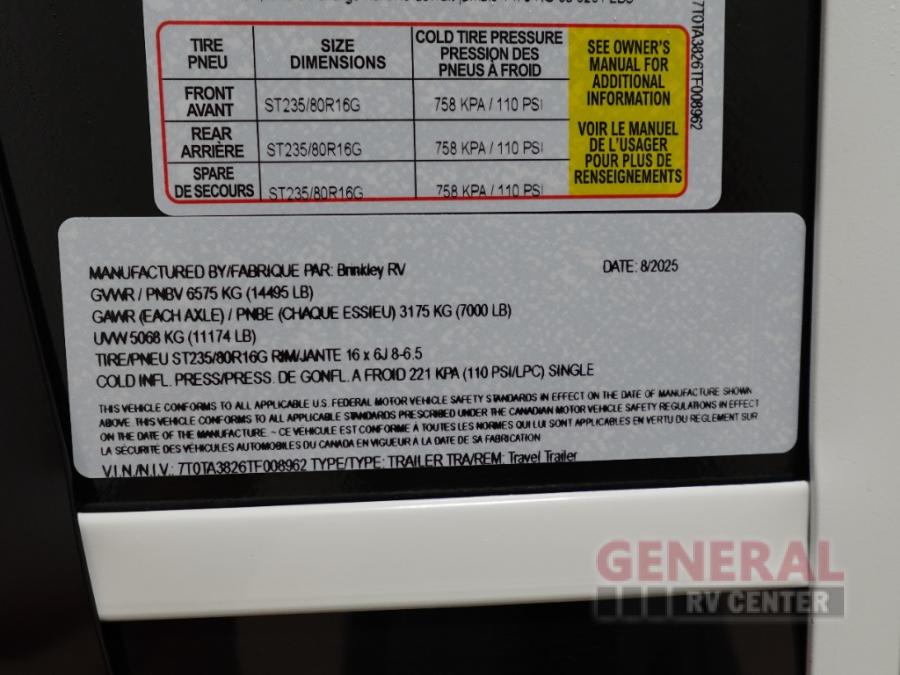 7T0TA3826TF008962
TIRE PNEU
SIZE DIMENSIONS
COLD TIRE PRESSURE PRESSION DES PNEUS À FROID
FRONT AVANT ST235/80R16G 758 KPA / 110 PSI
REAR ARRIÈRE ST235/80R16G 758 KPA / 110 PSI
SPARE DE SECOURS ST235/80R16G 758 KPA / 110 PSI
SEE OWNER'S
MANUAL FOR
ADDITIONAL
INFORMATION
VOIR LE MANUEL
DE L'USAGER
POUR PLUS DE
RENSEIGNEMENTS
MANUFACTURED BY/FABRIQUE PAR: Brinkley RV DATE: 8/2025
GVWR / PNBV 6575 KG (14495 LB)
GAWR (EACH AXLE) / PNBE (CHAQUE ESSIEU) 3175 KG (7000 LB)
UVW 5068 KG (11174 LB)
TIRE/PNEU ST235/80R16G RIM/JANTE 16 x 6J 8-6.5
COLD INFL. PRESS/PRESS. DE GONFL. A FROID 221 KPA (110 PSI/LPC) SINGLE
THIS VEHICLE CONFORMS TO ALL APPLICABLE U.S. FEDERAL MOTOR VEHICLE SAFETY STANDARDS IN EFFECT ON THE DATE OF MANUFACTURE SHOWN
ABOVE. THIS VEHICLE CONFORMS TO ALL APPLICABLE STANDARDS PRESCRIBED UNDER THE CANADIAN MOTOR VEHICLE SAFETY REGULATIONS IN EFFECT
ON THE DATE OF THE MANUFACTURE. ~ CE VEHICULE EST CONFORME À TOUTES LES NORMES QUI LUI SONT APPLICABLES EN VERTU DU REGLEMENT SUR
LA SÉCURITÉ DES VÉHICULES AUTOMOBILES DU CANADA EN VIGUEUR A LA DATE DE SA FABRICATION
V.I.N./N.I.V.: 7T0TA3826TF008962 TYPE/TYPE: TRAILER TRA/REM: Travel Trailer
GENERAL
RV CENTER